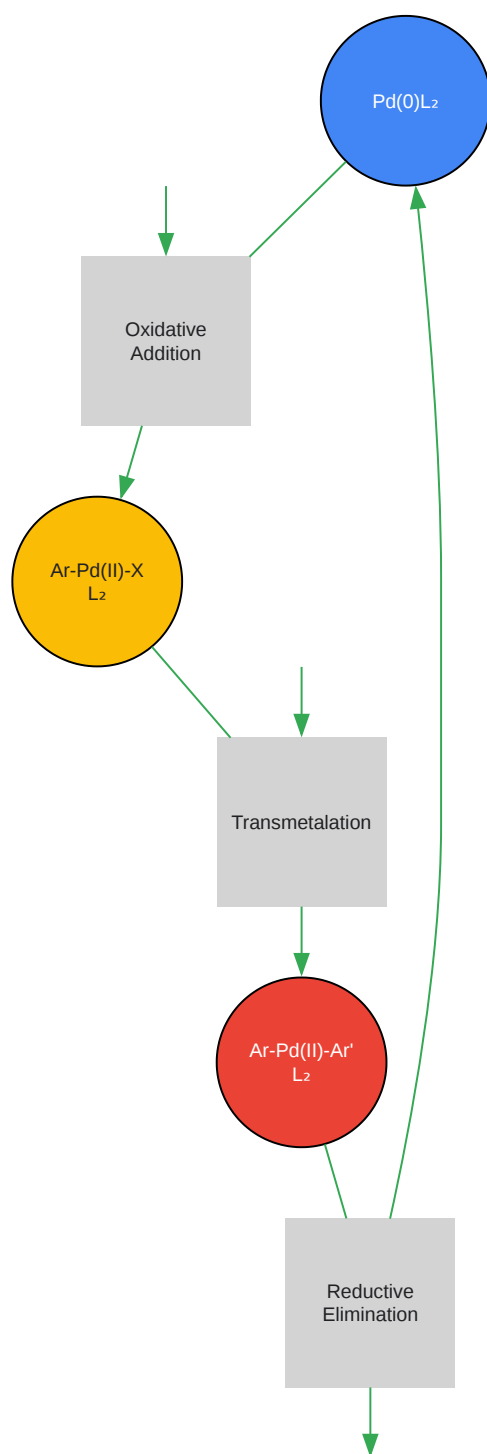 Pd(0)L₂
Oxidative
Addition
Ar-Pd(II)-X
L₂
Transmetalation
Ar-Pd(II)-Ar'
L₂
Reductive
Elimination